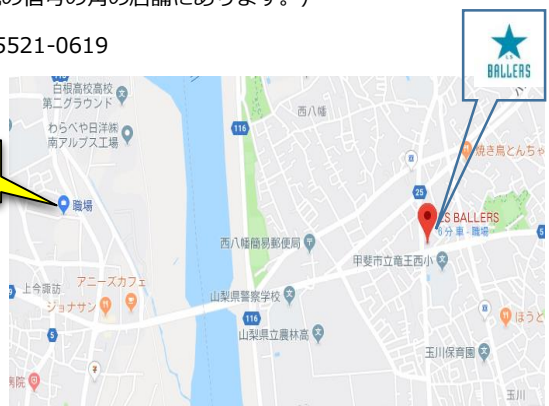 の信号の角の店舗にあります。)
5521-0619
BALLERS
白根高校高校
第二グラウンド
わらべや日洋㈱
南アルプス工場
職場
西八幡
116
焼き鳥とんちゃ
25
LS BALLERS
8分 車 - 職場
5
西八幡簡易郵便局
甲斐市立竜王西小
上今諏訪
アニーズカフェ
ジョナサン
山梨県警察学校
116
山梨県立農林高
ほうと
玉川保育園
病院
玉川